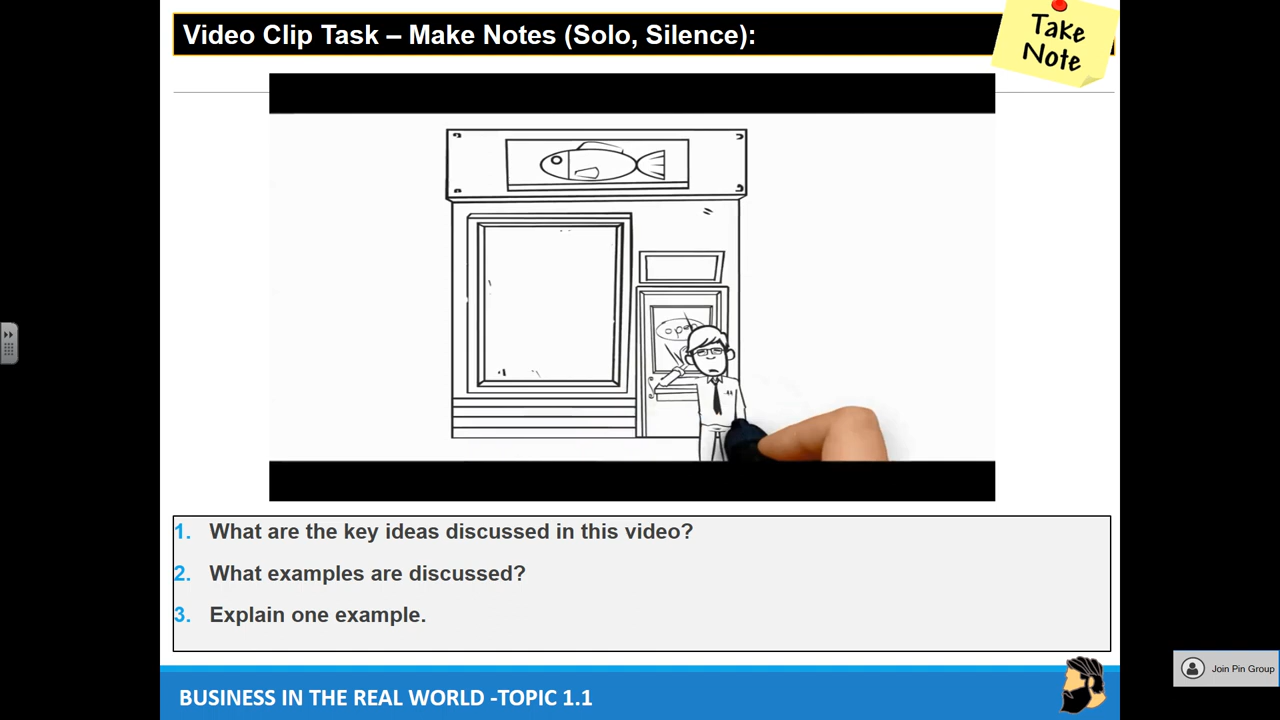 Video Clip Task – Make Notes (Solo, Silence):
Take
Note
open
1. What are the key ideas discussed in this video?
2. What examples are discussed?
3. Explain one example.
BUSINESS IN THE REAL WORLD -TOPIC 1.1
Join Pin Group